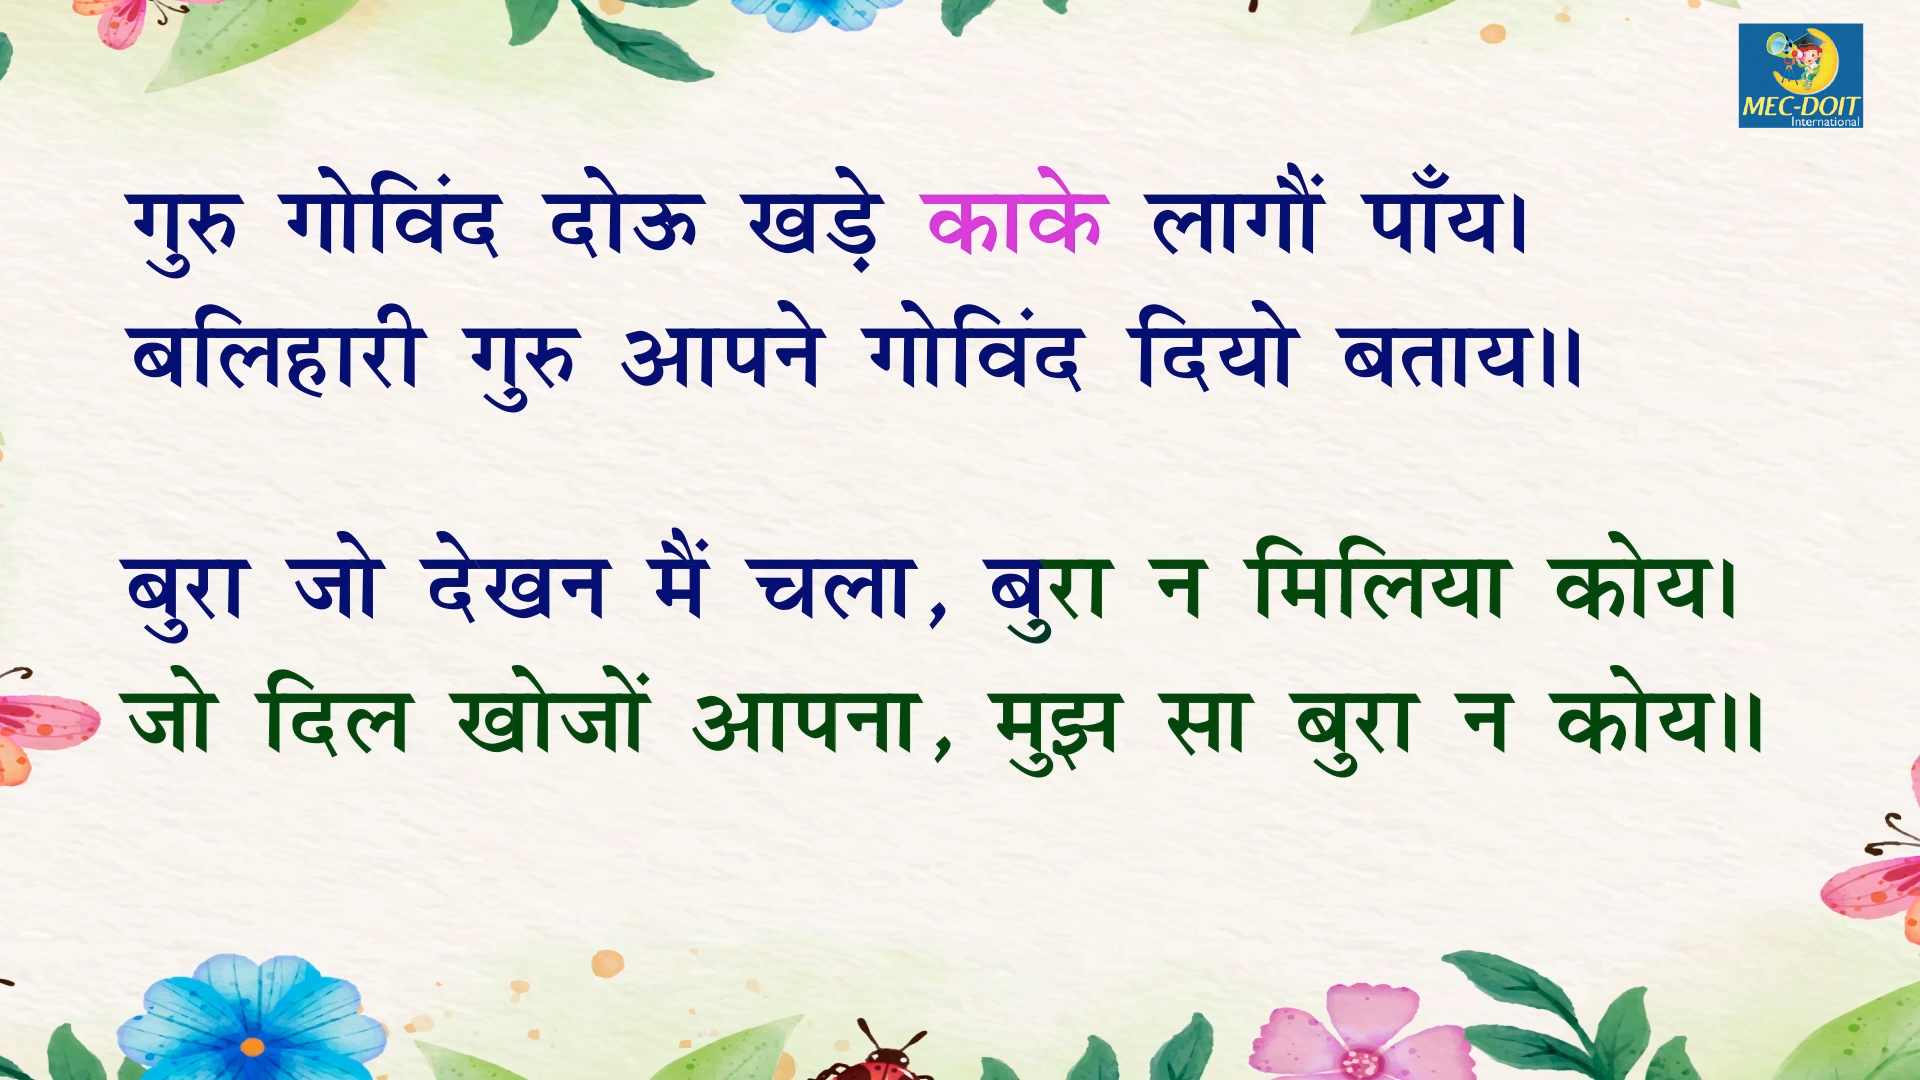 MEC-DOIT
International
गुरु गोविंद दोऊ खड़े काके लागौं पाँय।
बलिहारी गुरु आपने गोविंद दियो बताय॥
बुरा जो देखन मैं चला, बुरा न मिलिया कोय।
जो दिल खोजों आपना, मुझ सा बुरा न कोय॥